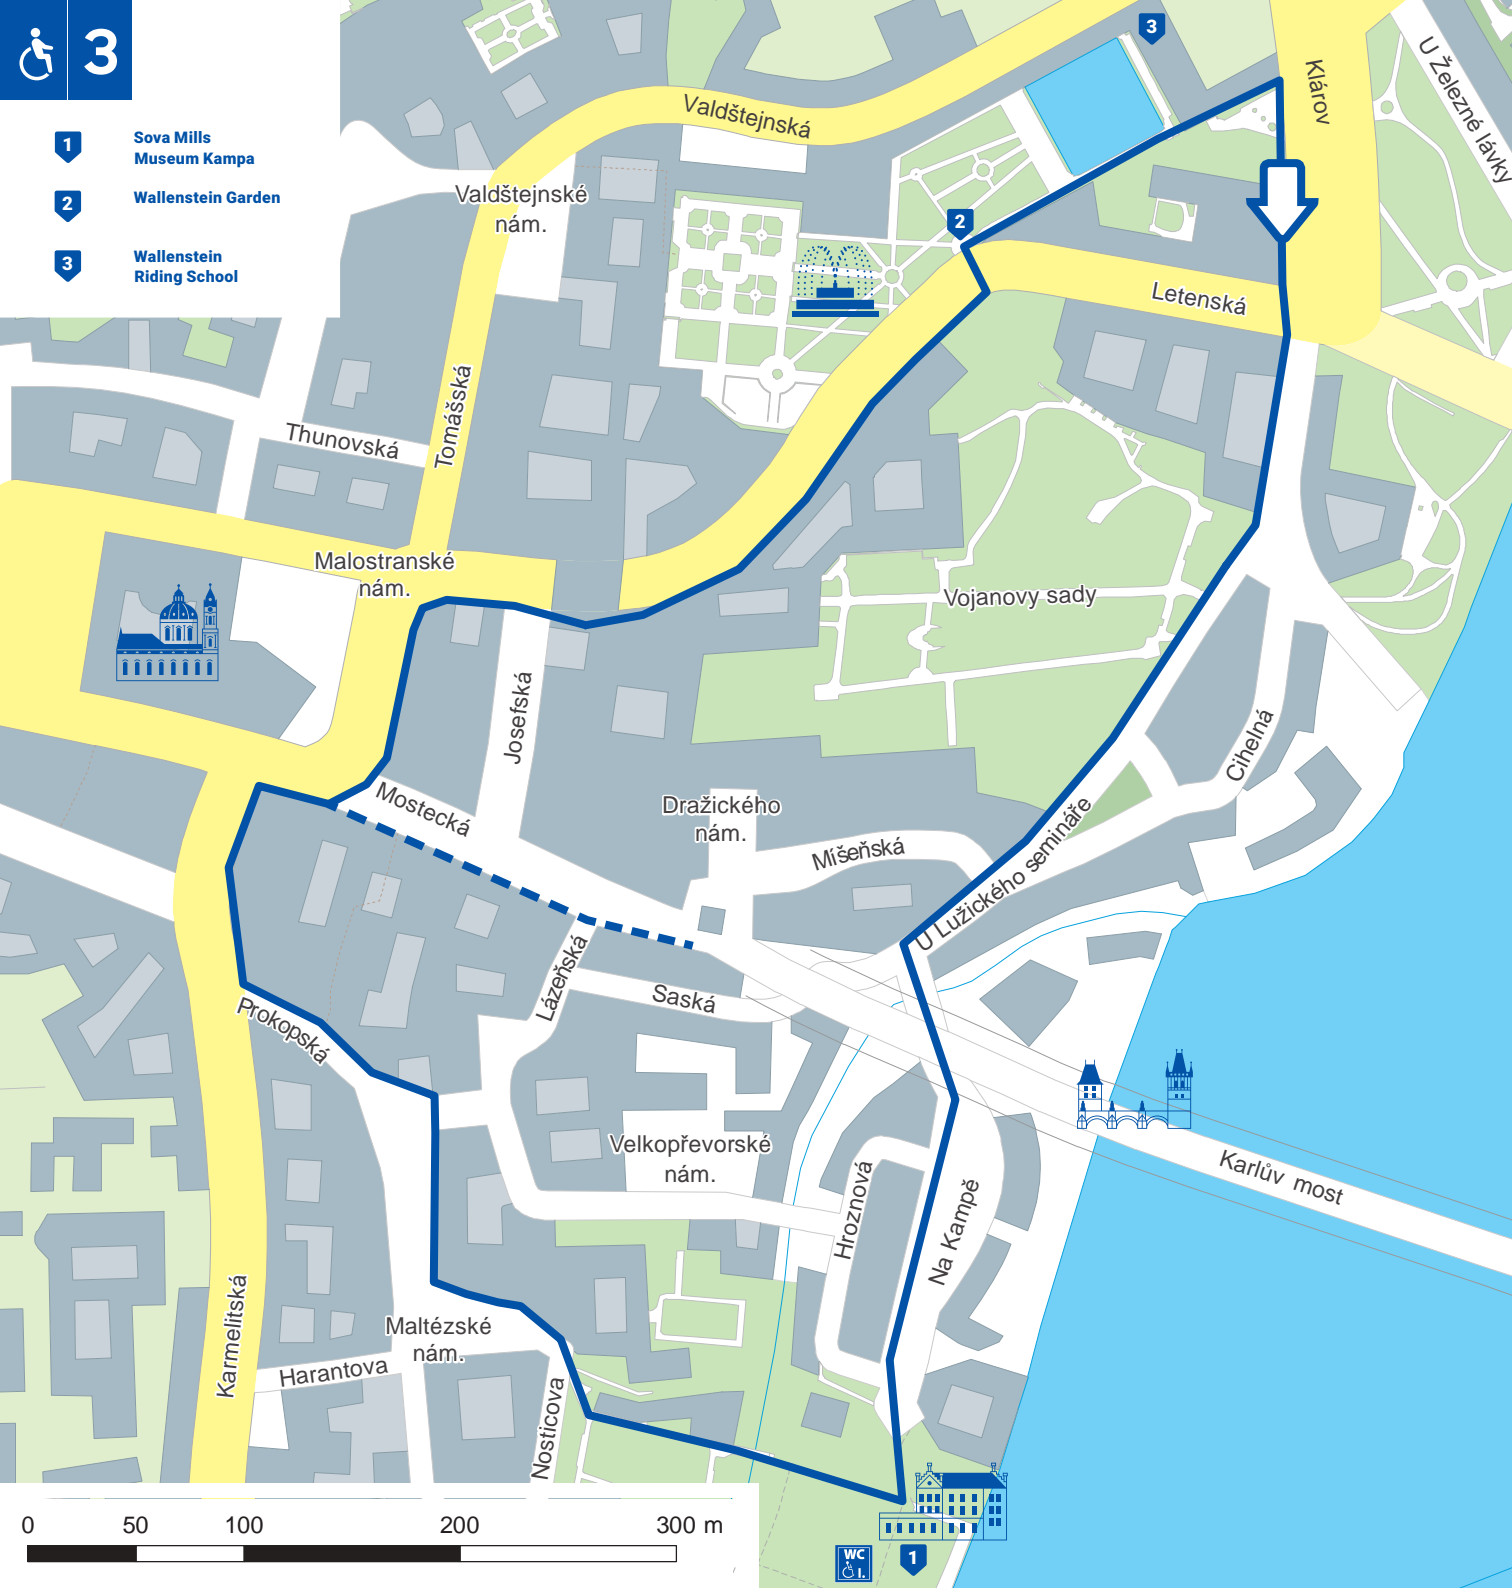 3
1
Sova Mills
Museum Kampa
2
Wallenstein Garden
3
Wallenstein
Riding School
3
Klárov
U Železné lávky
Valdštejnská
Valdštejnské
nám.
2
Letenská
Tomášská
Thunovská
Malostranské
nám.
Vojanovy sady
Josefská
Cihelná
Mostecká
Dražického
nám.
Míšeňská
U Lužického semináře
Lázeňská
Saská
Prokopská
Velkopřevorské
nám.
Karlův most
Hroznová
Na Kampě
Karmelitská
Maltézské
nám.
Harantova
Nosticova
0 50 100 200 300 m
WC
I.
1